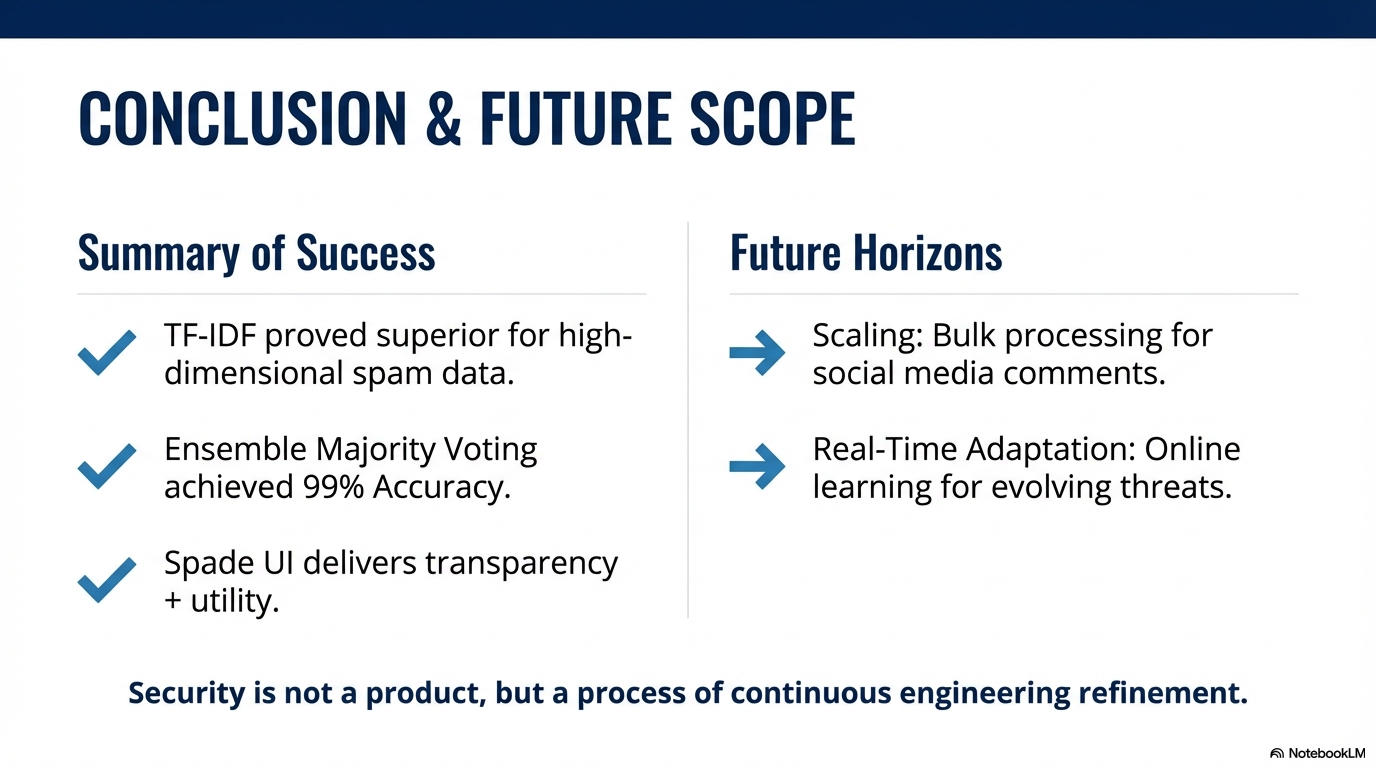 CONCLUSION & FUTURE SCOPE
Summary of Success
TF-IDF proved superior for high-
dimensional spam data.
Ensemble Majority Voting
achieved 99% Accuracy.
Spade UI delivers transparency
+ utility.
Future Horizons
Scaling: Bulk processing for
social media comments.
Real-Time Adaptation: Online
learning for evolving threats.
Security is not a product, but a process of continuous engineering refinement.
NotebookLM